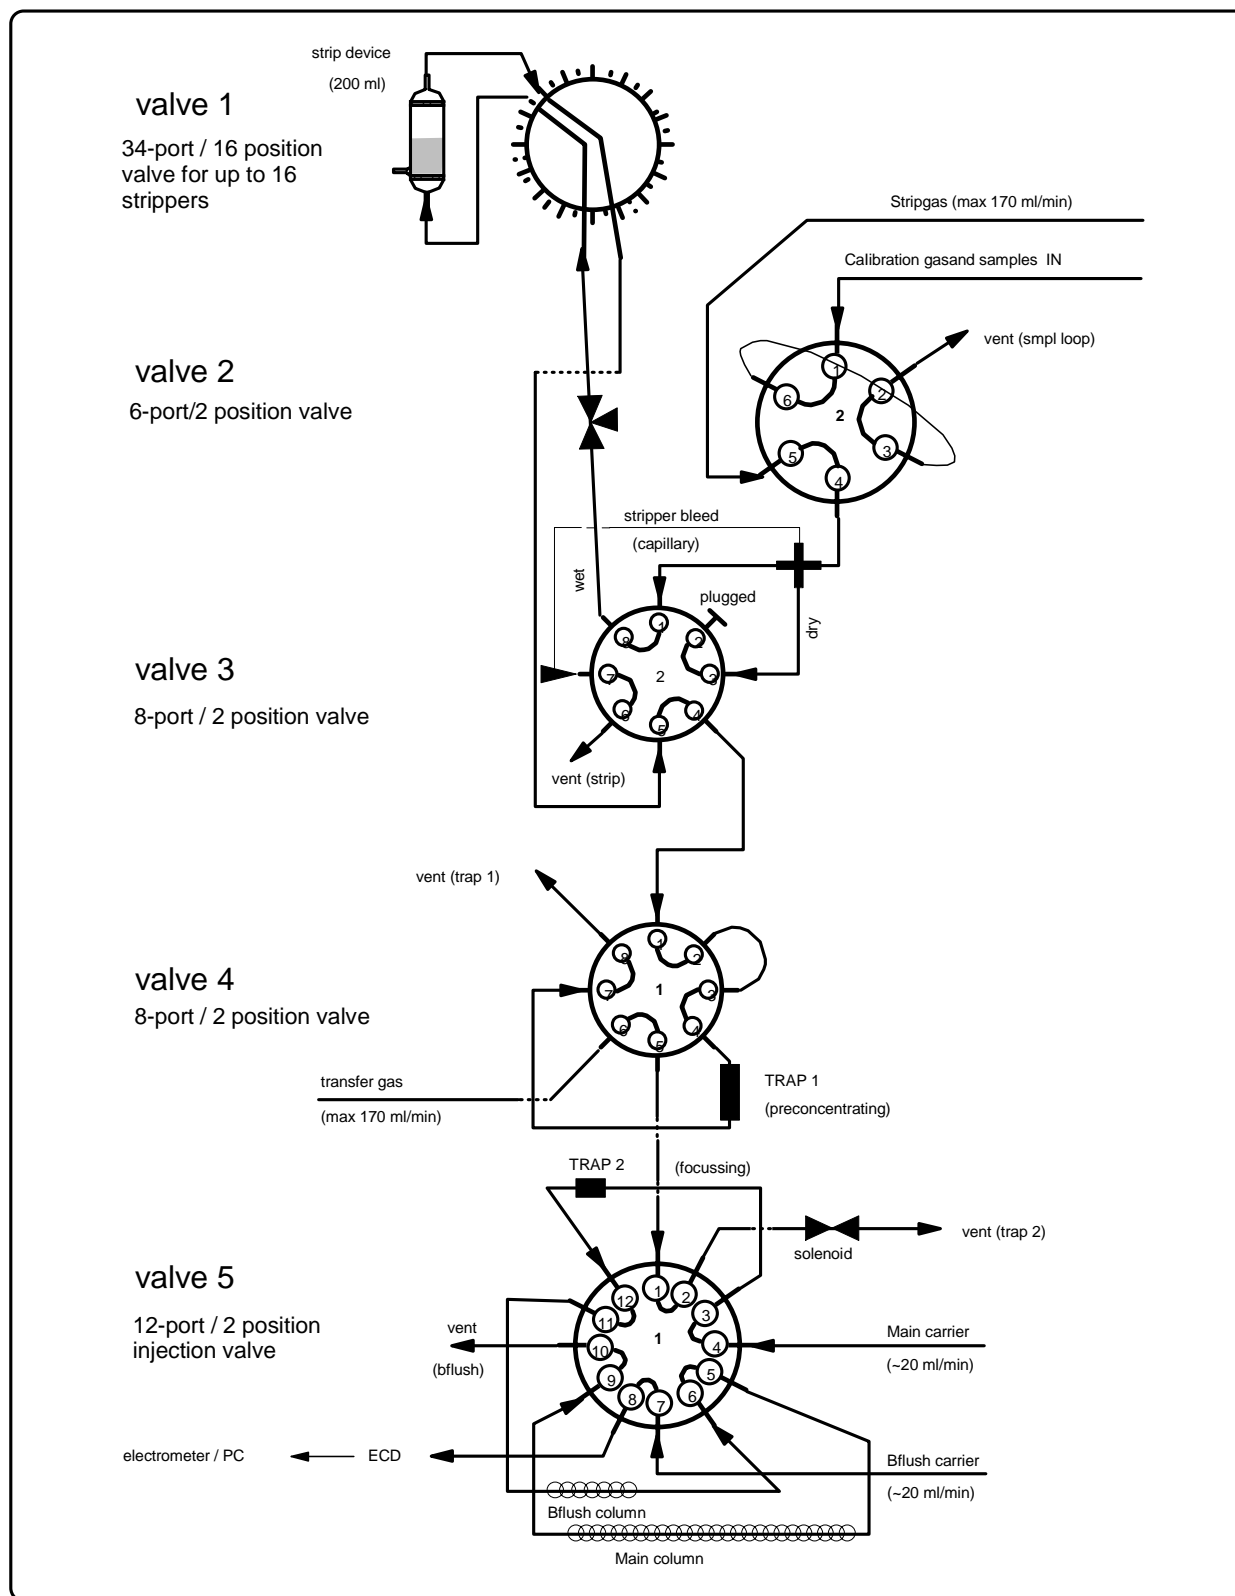 strip device
(200 ml)
valve 1
34-port / 16 position
valve for up to 16
strippers
Stripgas (max 170 ml/min)
Calibration gasand samples IN
vent (smpl loop)
valve 2
6-port/2 position valve
1
2
3
4
5
6
2
stripper bleed
(capillary)
wet
plugged
dry
valve 3
8-port / 2 position valve
1
2
3
4
5
6
7
8
2
vent (strip)
vent (trap 1)
valve 4
8-port / 2 position valve
1
2
3
4
5
6
7
8
1
transfer gas
(max 170 ml/min)
TRAP 1
(preconcentrating)
TRAP 2
(focussing)
solenoid
vent (trap 2)
valve 5
12-port / 2 position
injection valve
1
2
3
4
5
6
7
8
9
10
11
12
1
vent
(bflush)
Main carrier
(~20 ml/min)
electrometer / PC
ECD
Bflush carrier
(~20 ml/min)
Bflush column
Main column